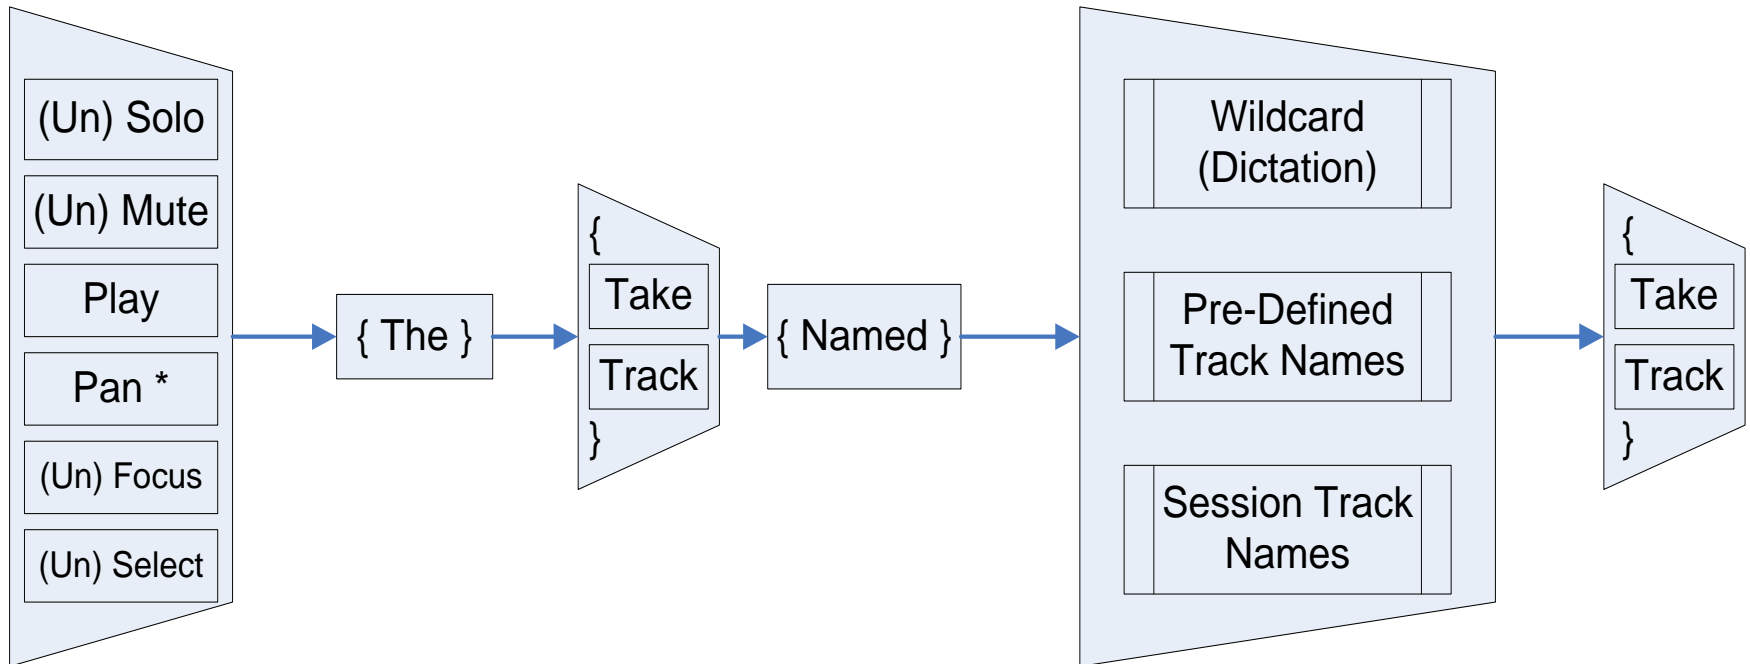 (Un) Solo
(Un) Mute
Play
Pan *
(Un) Focus
(Un) Select
{ The }
{
Take
Track
}
{ Named }
Wildcard
(Dictation)
Pre-Defined
Track Names
Session Track
Names
{
Take
Track
}